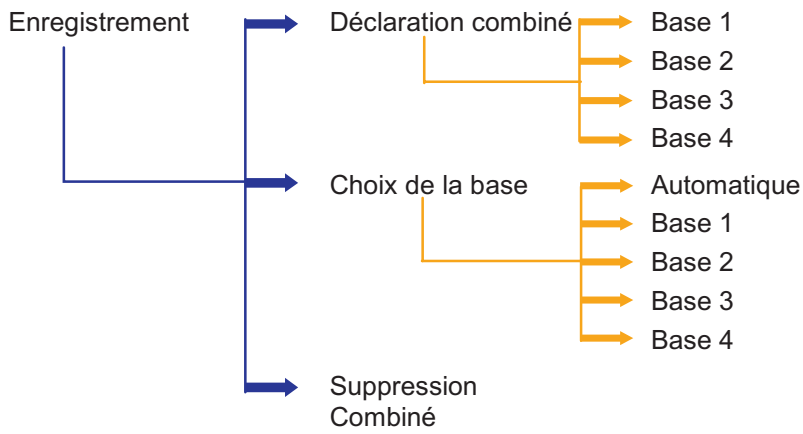 Enregistrement
Déclaration combiné
Base 1
Base 2
Base 3
Base 4
Choix de la base
Automatique
Base 1
Base 2
Base 3
Base 4
Suppression
Combiné